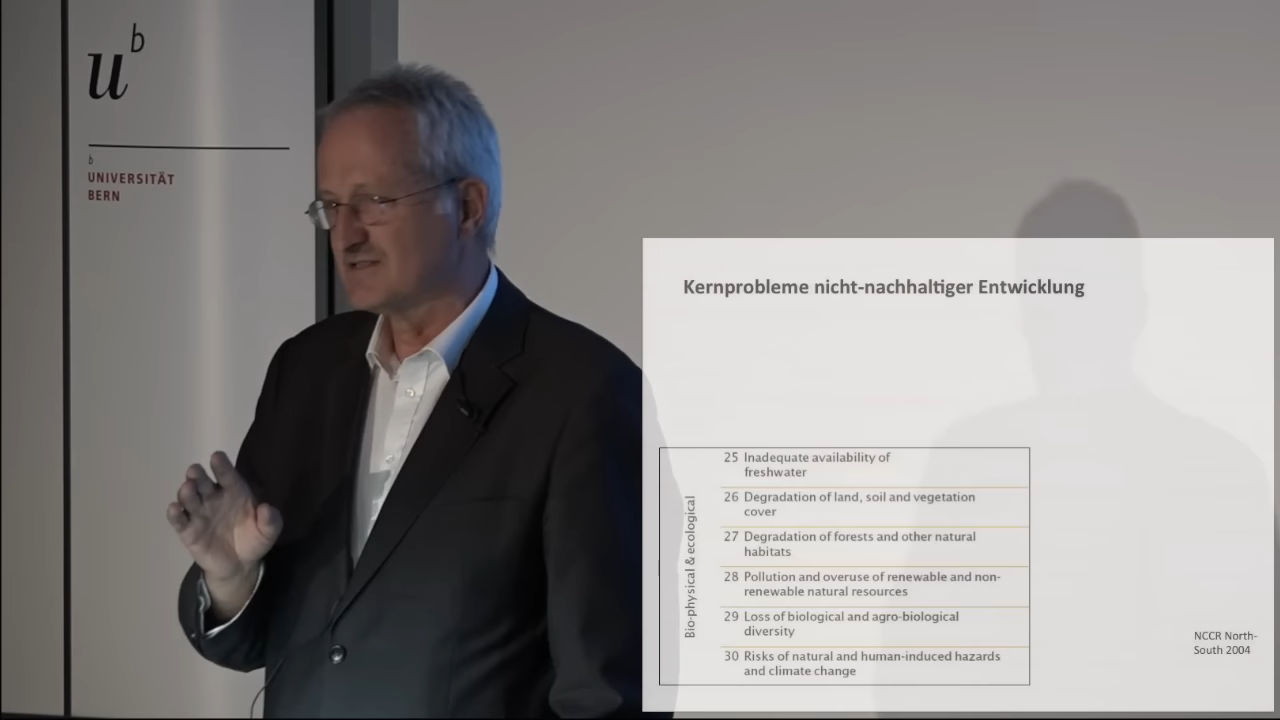 u b
b
UNIVERSITÄT
BERN
Kernprobleme nicht-nachhaltiger Entwicklung
Bio-physical & ecological
25 Inadequate availability of
freshwater
26 Degradation of land, soil and vegetation
cover
27 Degradation of forests and other natural
habitats
28 Pollution and overuse of renewable and non-
renewable natural resources
29 Loss of biological and agro-biological
diversity
30 Risks of natural and human-induced hazards
and climate change
NCCR North-
South 2004